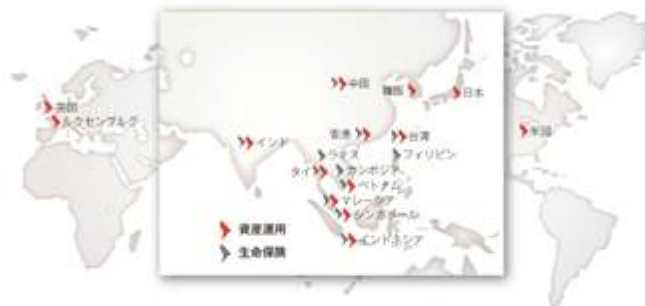 英国
ルクセンブルク
中国
韓国
日本
米国
インド
香港
台湾
ラオス
フィリピン
タイ
カンボジア
ベトナム
マレーシア
シンガポール
インドネシア
資産運用
生命保険